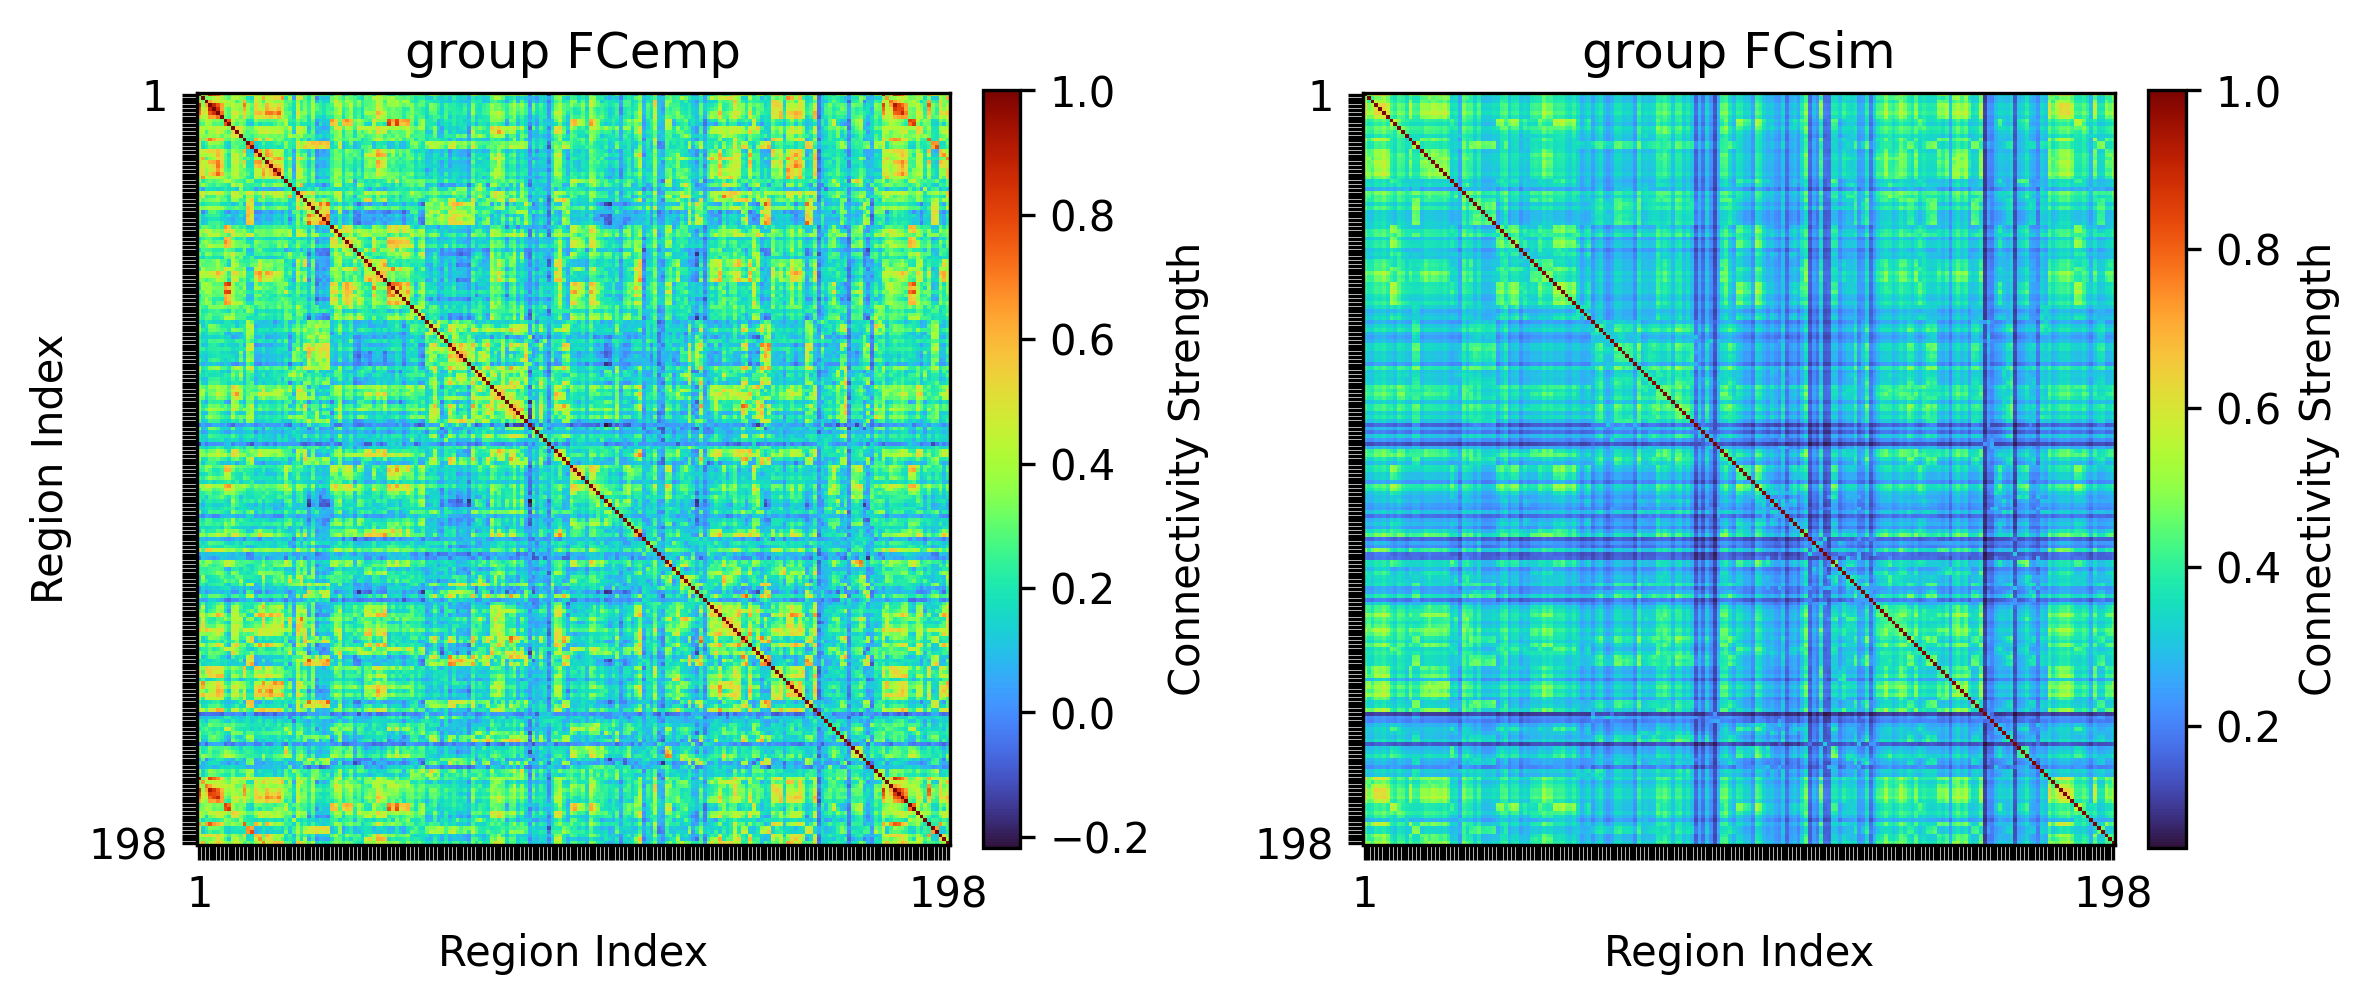 group FCemp
1
198
1
198
Region Index
Region Index
1.0
0.8
0.6
0.4
0.2
0.0
−0.2
Connectivity Strength
group FCsim
1
198
1
198
Region Index
1.0
0.8
0.6
0.4
0.2
Connectivity Strength